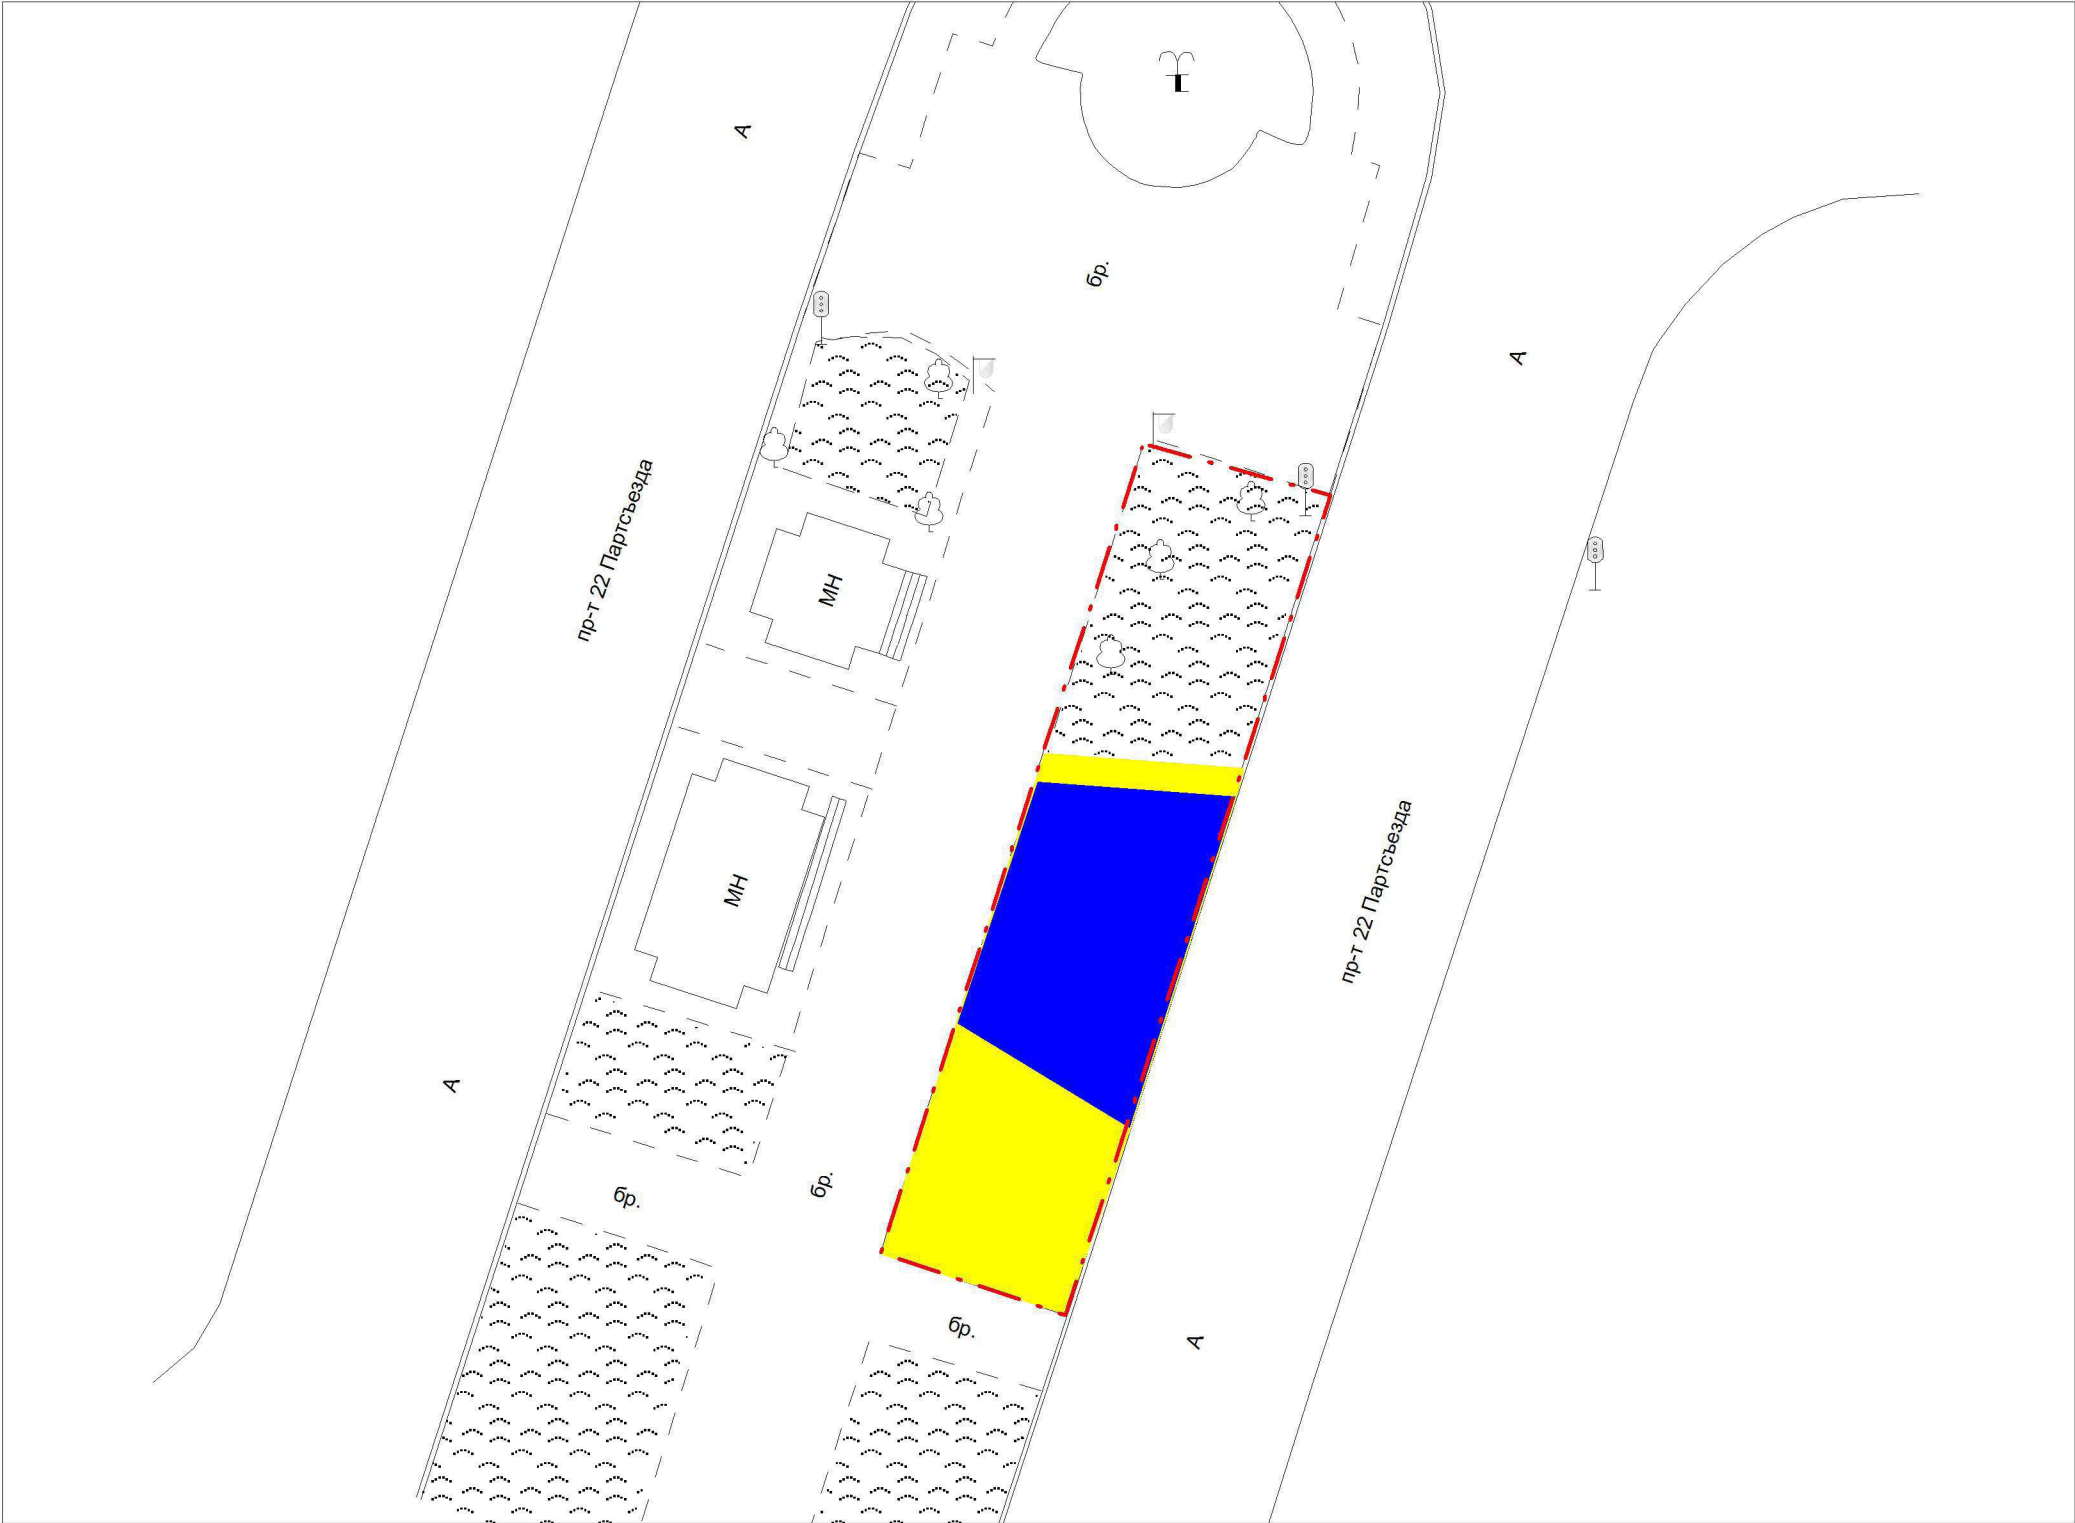 А
бр.
А
пр-т 22 Партсъезда
МН
МН
пр-т 22 Партсъезда
А
бр.
бр.
бр.
А